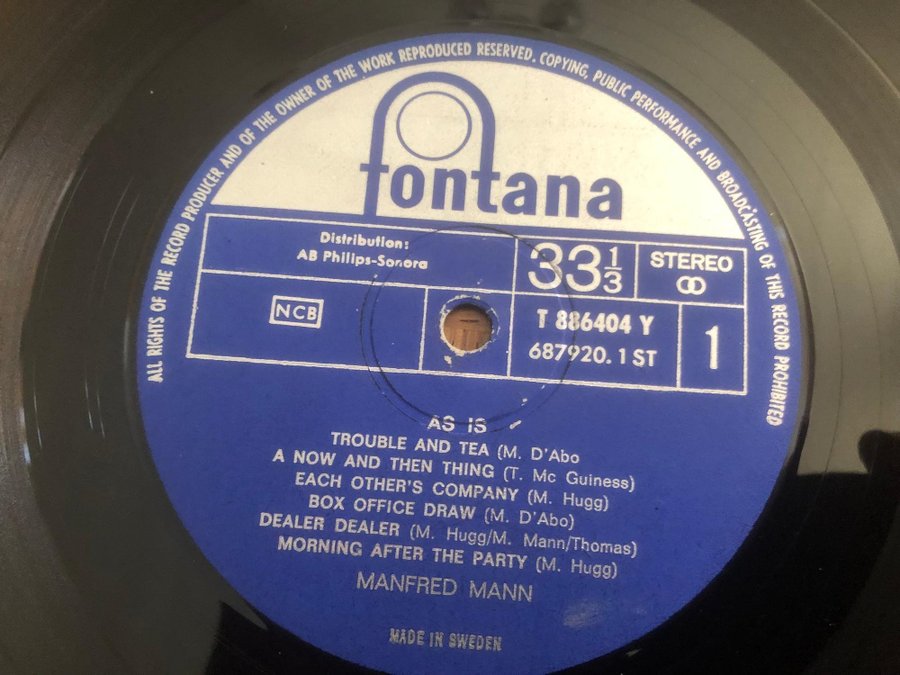 ALL RIGHTS OF THE RECORD PRODUCER AND OF THE OWNER OF THE WORK REPRODUCED RESERVED. COPYING, PUBLIC PERFORMANCE AND BROADCASTING OF THIS RECORD PROHIBITED
fontana
Distribution:
AB Philips-Sonora
33 1/3
STEREO
NCB
T 886404 Y
687920.1 ST
1
AS IS
TROUBLE AND TEA (M. D'Abo
A NOW AND THEN THING (T. Mc Guiness)
EACH OTHER'S COMPANY (M. Hugg)
BOX OFFICE DRAW (M. D'Abo)
DEALER DEALER (M. Hugg/M. Mann/Thomas)
MORNING AFTER THE PARTY (M. Hugg)
MANFRED MANN
MADE IN SWEDEN